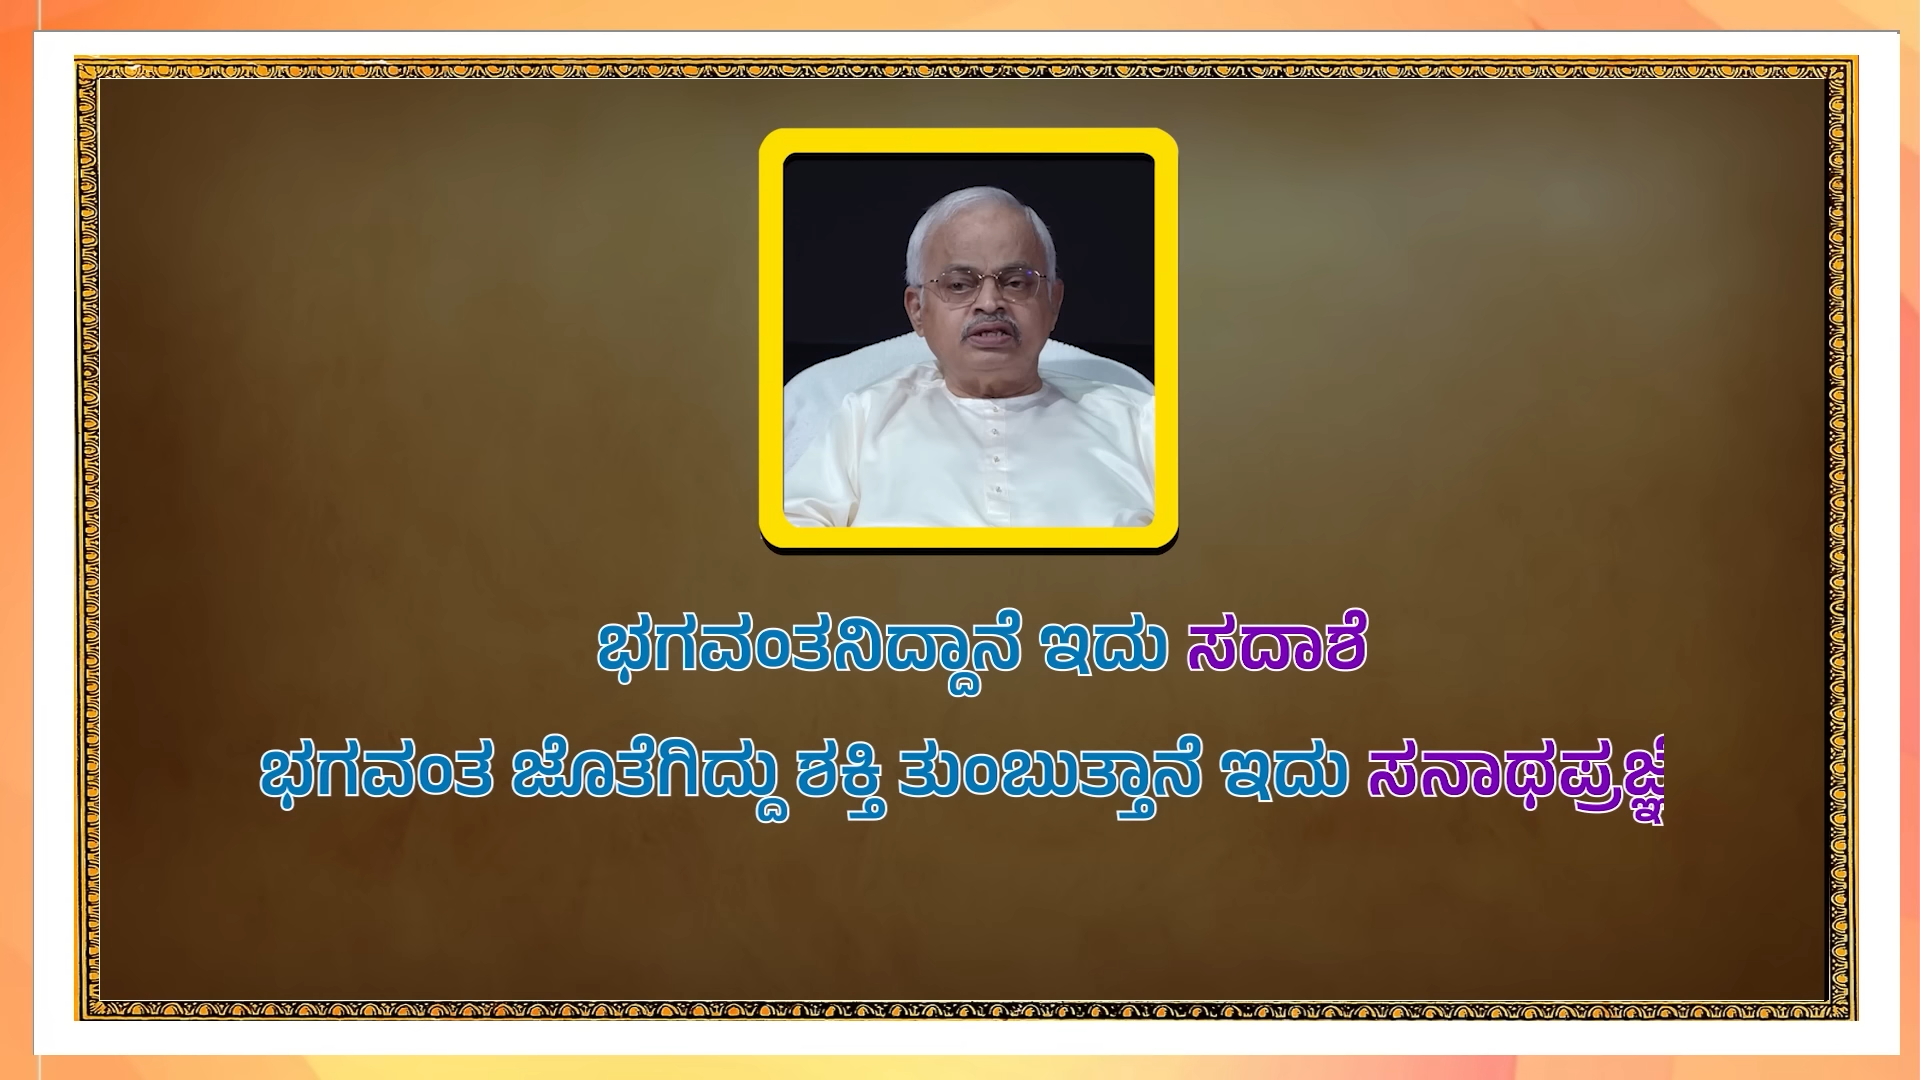 ಭಗವಂತನಿದ್ದಾನೆ ಇದು ಸದಾಶೆ
ಭಗವಂತ ಜೊತೆಗಿದ್ದು ಶಕ್ತಿ ತುಂಬುತ್ತಾನೆ ಇದು ಸನಾಥಪ್ರಜ್ಞೆ